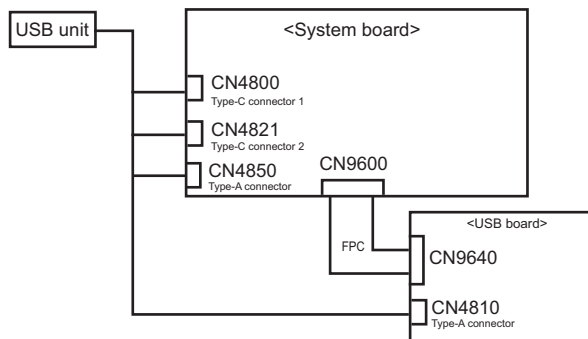 USB unit
<System board>
CN4800
Type-C connector 1
CN4821
Type-C connector 2
CN4850
Type-A connector
CN9600
FPC
<USB board>
CN9640
CN4810
Type-A connector